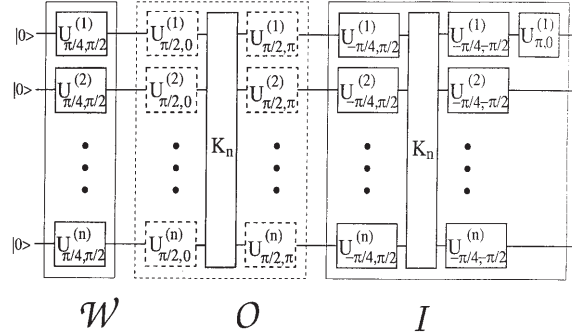 |0> U(1)π/4,π/2 U(1)π/2,0 U(1)π/2,π U(1)-π/4,π/2 U(1)-π/4,-π/2 U(1)π,0
|0> U(2)π/4,π/2 U(2)π/2,0 U(2)π/2,π U(2)-π/4,π/2 U(2)-π/4,-π/2
Kn Kn
|0> U(n)π/4,π/2 U(n)π/2,0 U(n)π/2,π U(n)-π/4,π/2 U(n)-π/4,-π/2
W O I